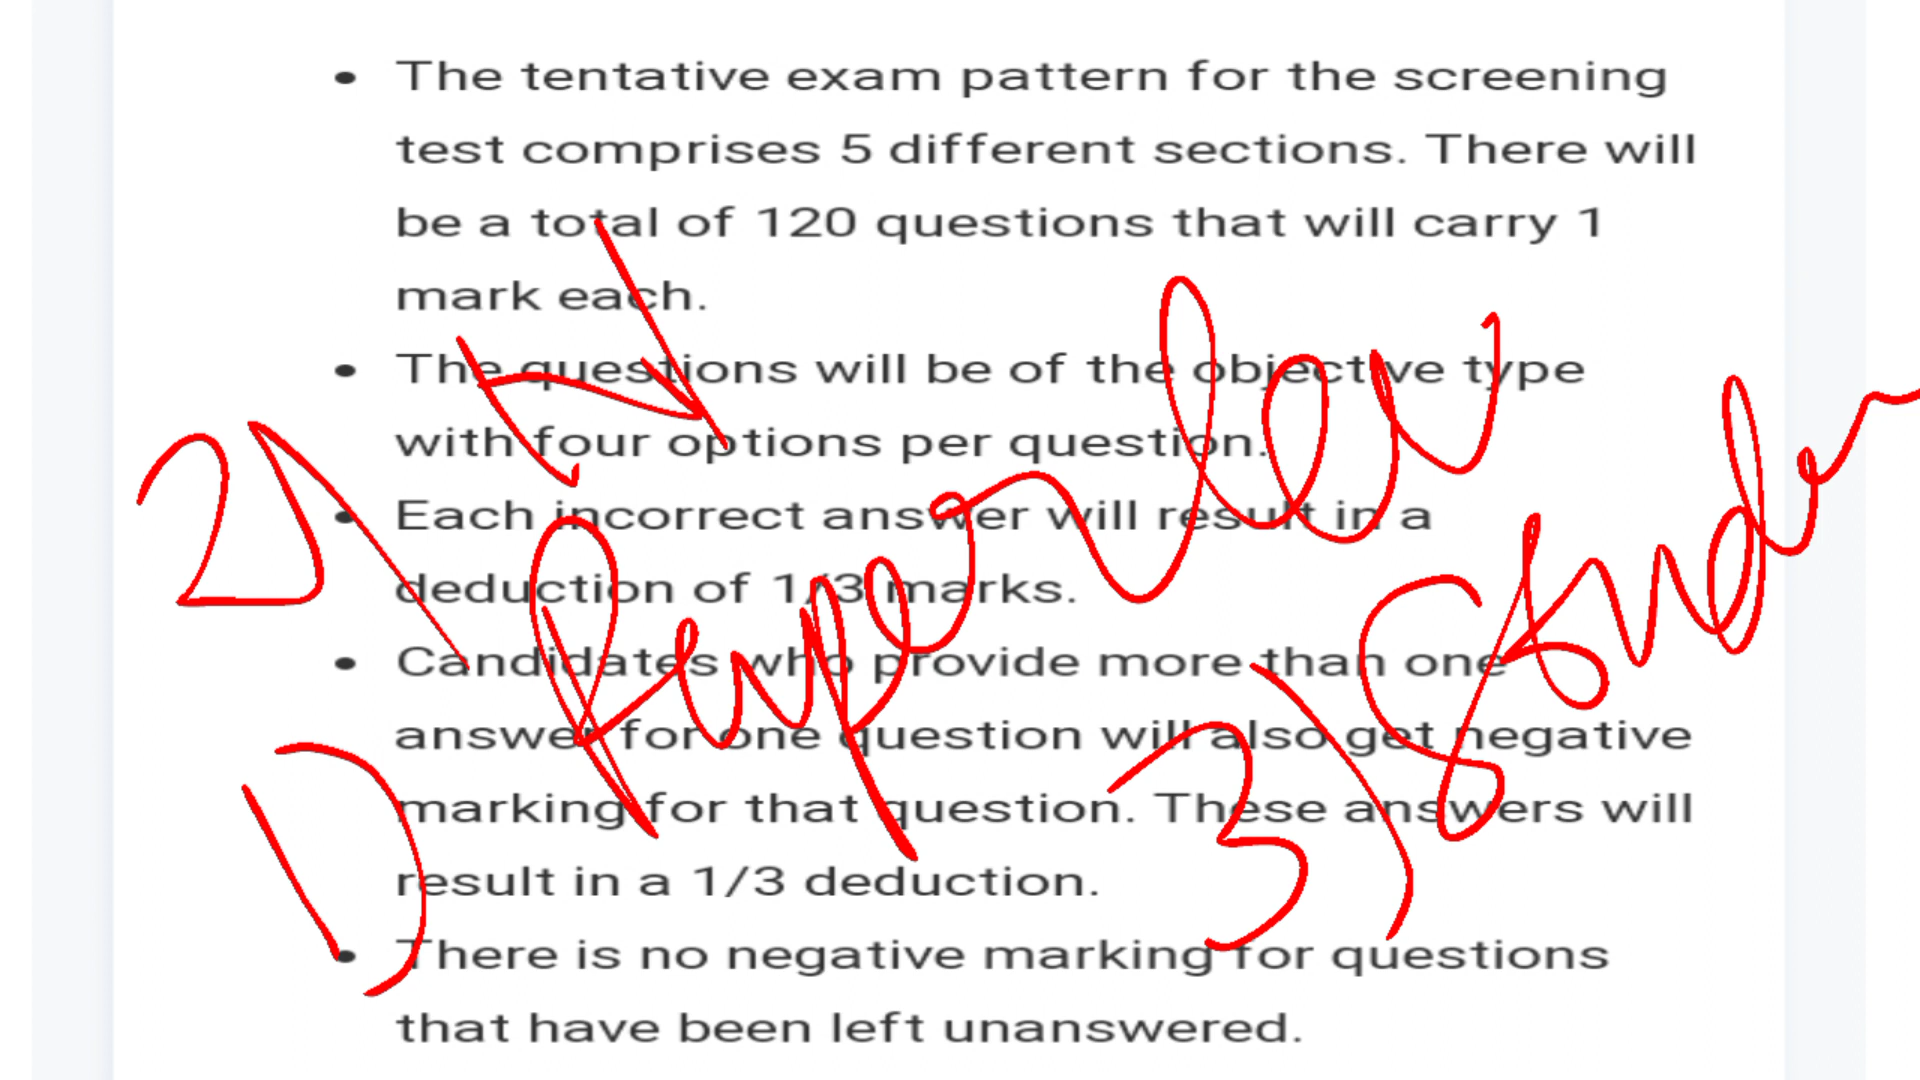 The tentative exam pattern for the screening
test comprises 5 different sections. There will
be a total of 120 questions that will carry 1
mark each.
The questions will be of the objective type
with four options per question.
Each incorrect answer will result in a
deduction of 1/3 marks.
Candidates who provide more than one
answer for one question will also get negative
marking for that question. These answers will
result in a 1/3 deduction.
There is no negative marking for questions
that have been left unanswered.
2)
1)
3)